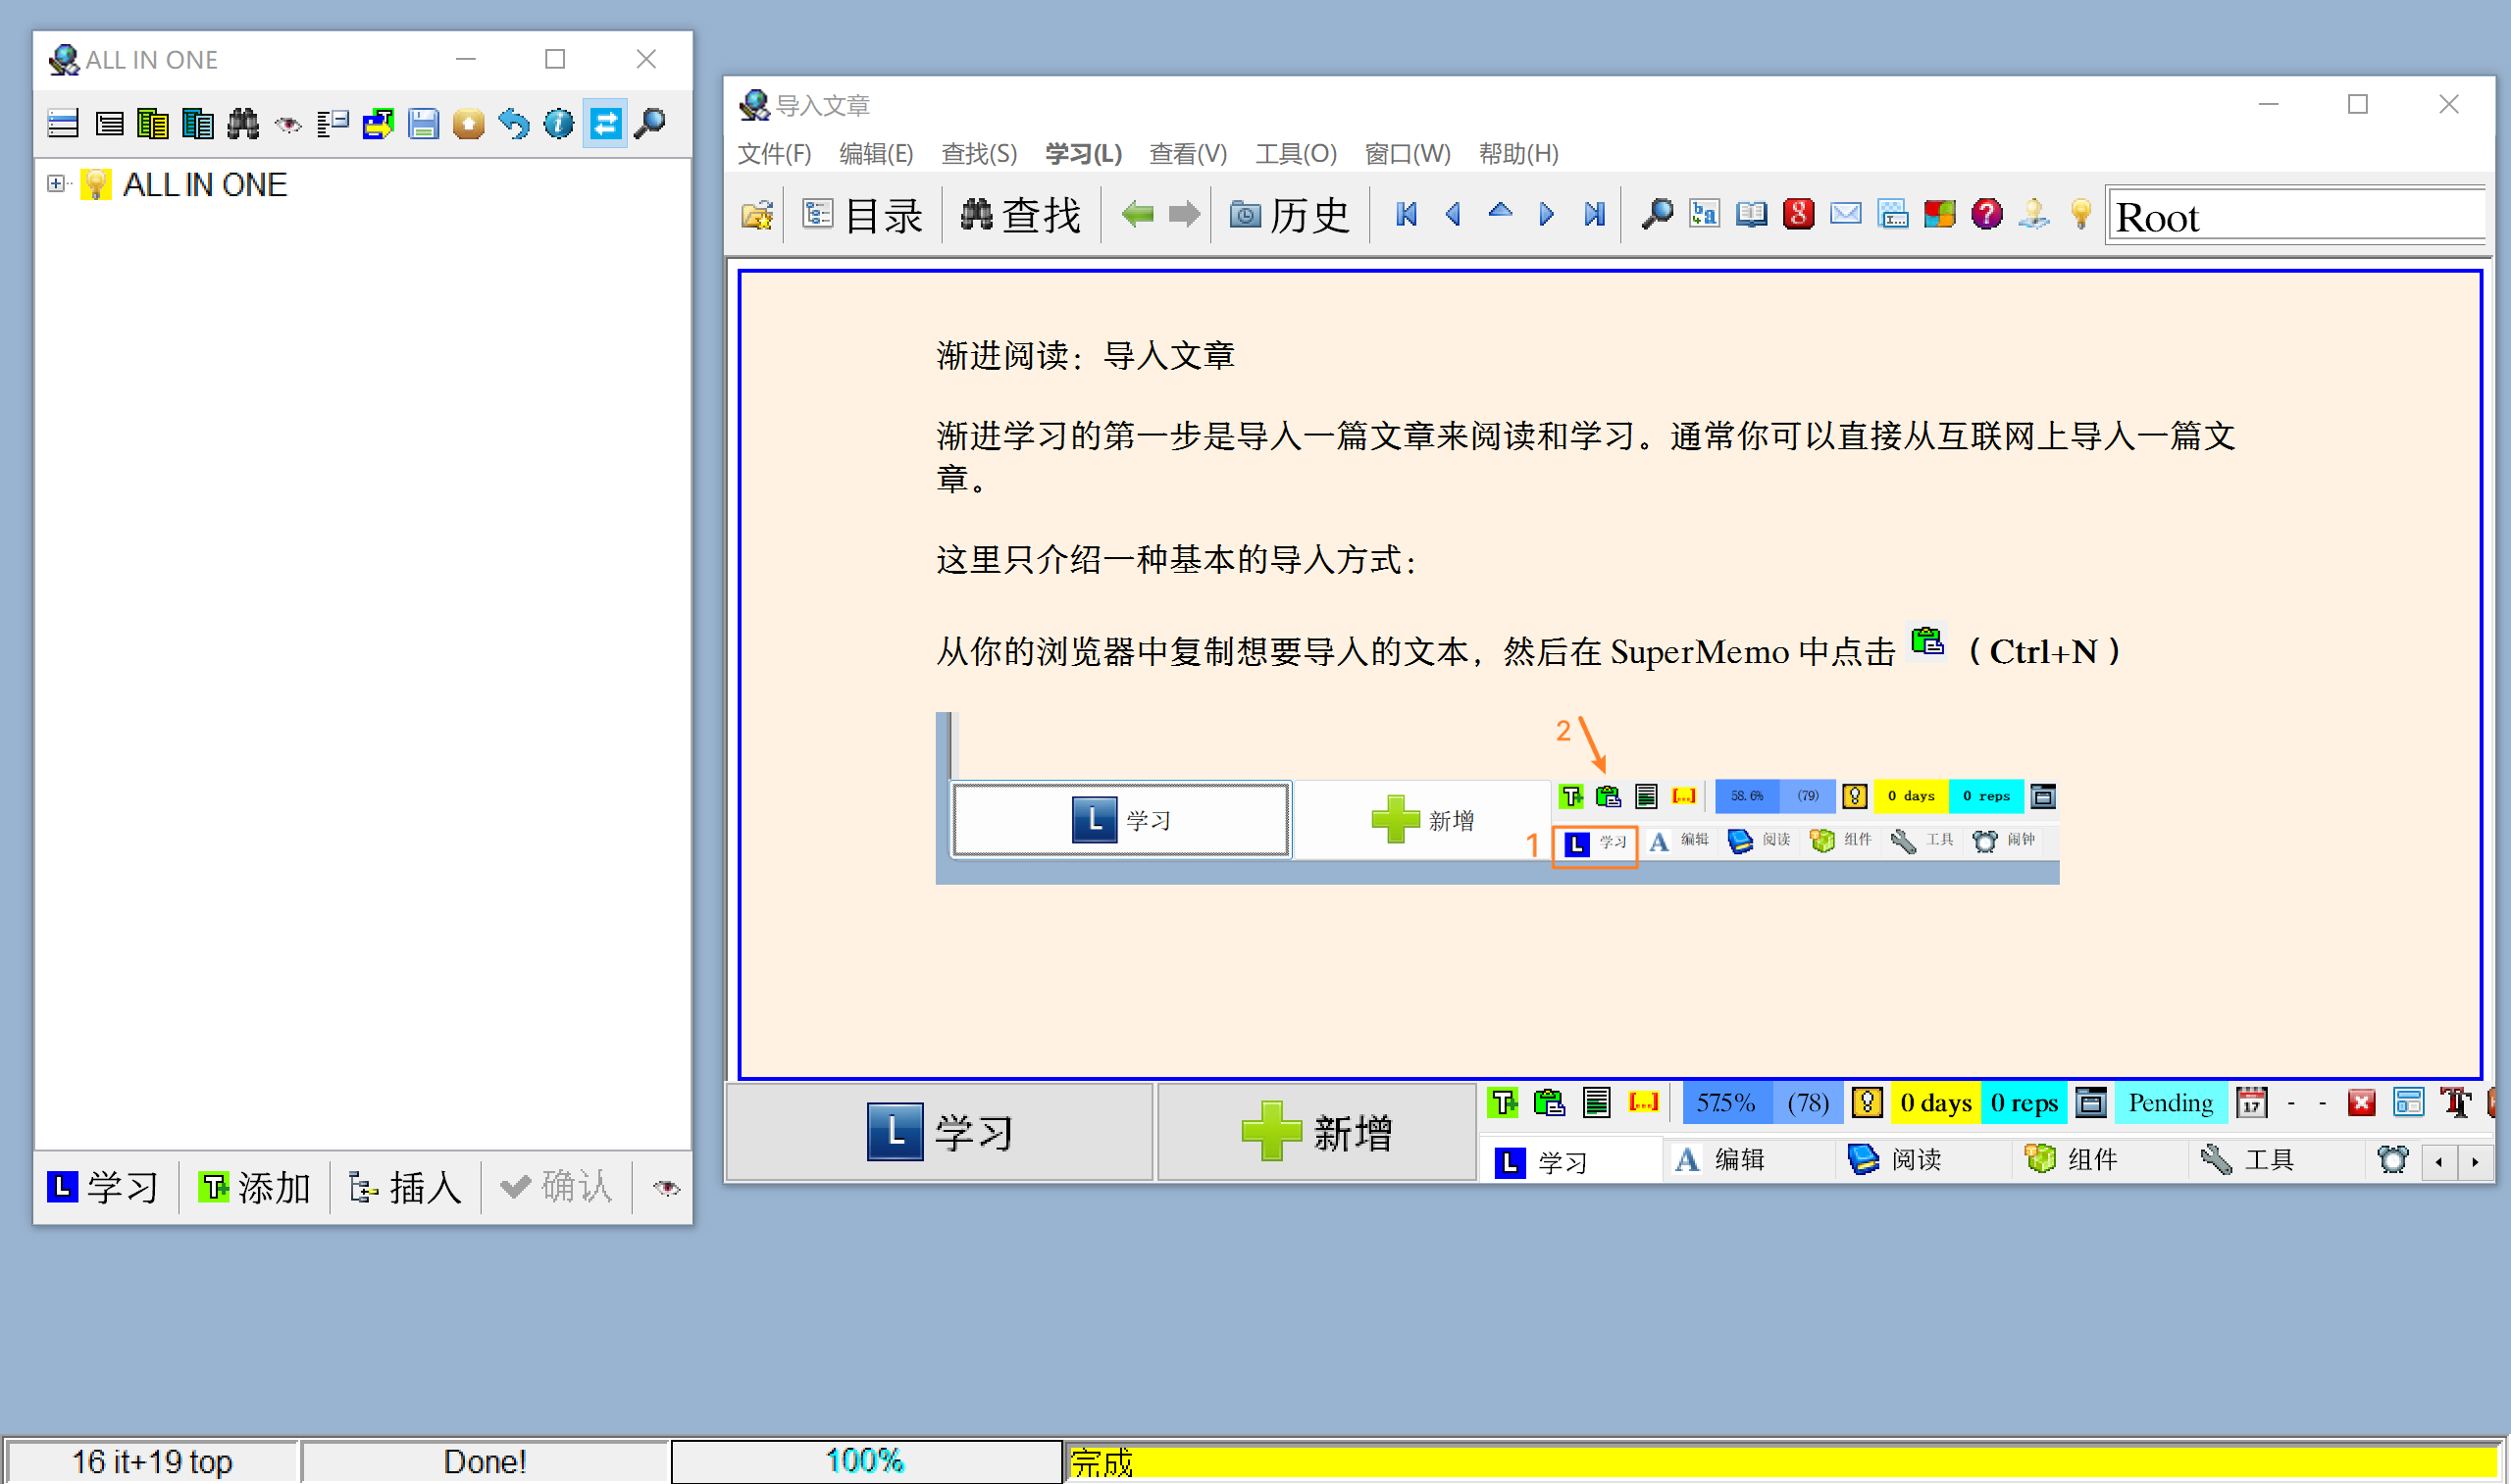 ALL IN ONE
ALL IN ONE
学习 添加 插入 确认
导入文章
文件(F) 编辑(E) 查找(S) 学习(L) 查看(V) 工具(O) 窗口(W) 帮助(H)
目录 查找 历史 Root
渐进阅读：导入文章
渐进学习的第一步是导入一篇文章来阅读和学习。通常你可以直接从互联网上导入一篇文
章。
这里只介绍一种基本的导入方式：
从你的浏览器中复制想要导入的文本，然后在 SuperMemo 中点击 （Ctrl+N）
2
学习 新增 58.6% (79) 0 days 0 reps
1 学习 编辑 阅读 组件 工具 闹钟
学习 新增 57.5% (78) 0 days 0 reps Pending 17 - -
学习 编辑 阅读 组件 工具
16 it+19 top Done! 100% 完成